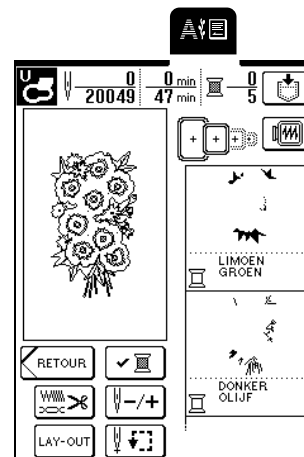 A
U
0
20049
0 min
47 min
0
5
LIMOEN
GROEN
DONKER
OLIJF
RETOUR
-/+
LAY-OUT